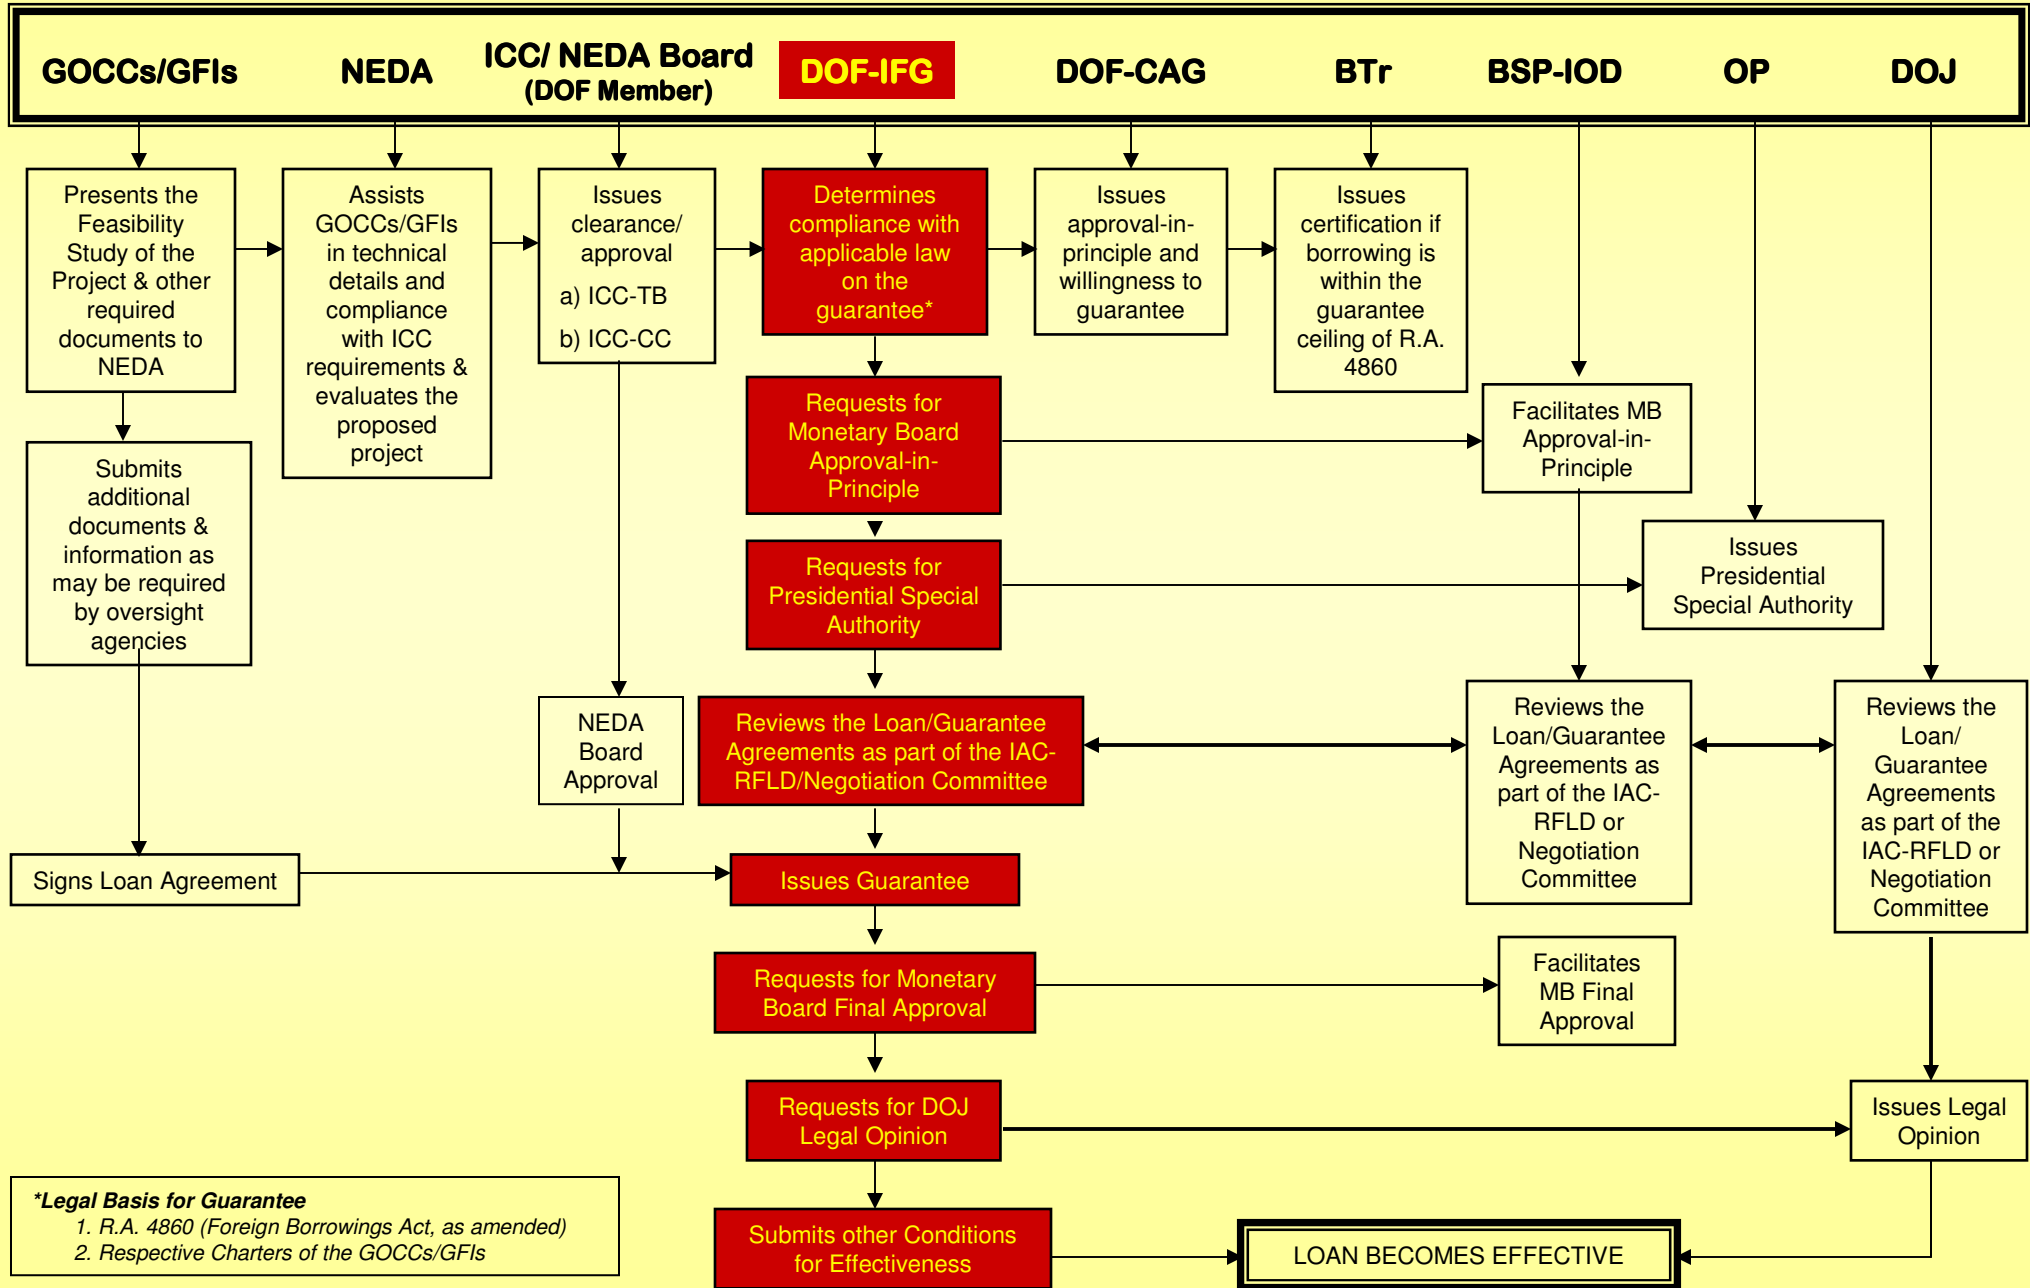 GOCCs/GFIs
NEDA
ICC/ NEDA Board
(DOF Member)
DOF-IFG
DOF-CAG
BTr
BSP-IOD
OP
DOJ
Presents the
Feasibility
Study of the
Project & other
required
documents to
NEDA
Assists
GOCCs/GFIs
in technical
details and
compliance
with ICC
requirements &
evaluates the
proposed
project
Issues
clearance/
approval
a) ICC-TB
b) ICC-CC
Determines
compliance with
applicable law
on the
guarantee*
Issues
approval-in-
principle and
willingness to
guarantee
Issues
certification if
borrowing is
within the
guarantee
ceiling of R.A.
4860
Requests for
Monetary Board
Approval-in-
Principle
Facilitates MB
Approval-in-
Principle
Submits
additional
documents &
information as
may be required
by oversight
agencies
Requests for
Presidential Special
Authority
Issues
Presidential
Special Authority
NEDA
Board
Approval
Reviews the Loan/Guarantee
Agreements as part of the IAC-
RFLD/Negotiation Committee
Reviews the
Loan/Guarantee
Agreements as
part of the IAC-
RFLD or
Negotiation
Committee
Reviews the
Loan/
Guarantee
Agreements
as part of the
IAC-RFLD or
Negotiation
Committee
Signs Loan Agreement
Issues Guarantee
Requests for Monetary
Board Final Approval
Facilitates
MB Final
Approval
Requests for DOJ
Legal Opinion
Issues Legal
Opinion
*Legal Basis for Guarantee
1. R.A. 4860 (Foreign Borrowings Act, as amended)
2. Respective Charters of the GOCCs/GFIs
Submits other Conditions
for Effectiveness
LOAN BECOMES EFFECTIVE